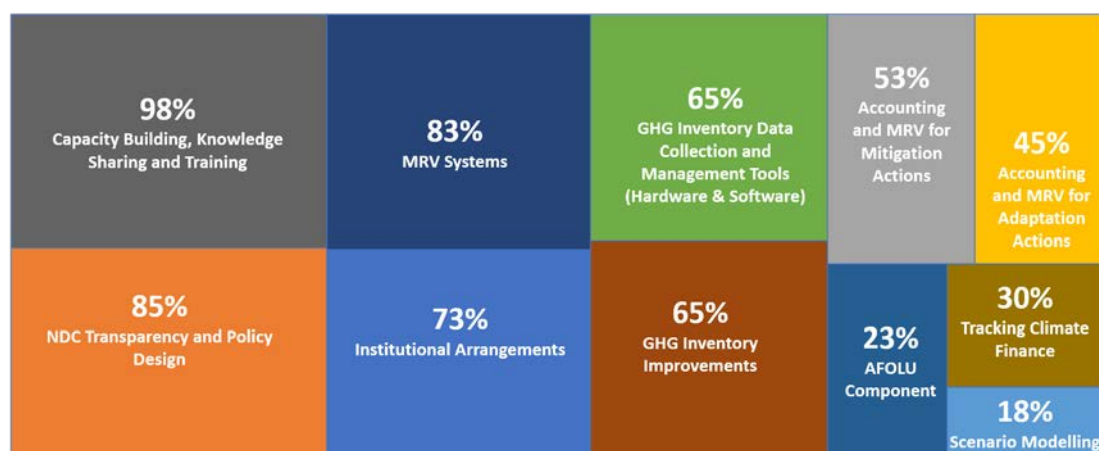 98%
Capacity Building, Knowledge
Sharing and Training
83%
MRV Systems
65%
GHG Inventory Data
Collection and
Management Tools
(Hardware & Software)
53%
Accounting
and MRV for
Mitigation
Actions
45%
Accounting
and MRV for
Adaptation
Actions
85%
NDC Transparency and Policy
Design
73%
Institutional Arrangements
65%
GHG Inventory
Improvements
23%
AFOLU
Component
30%
Tracking Climate
Finance
18%
Scenario Modelling